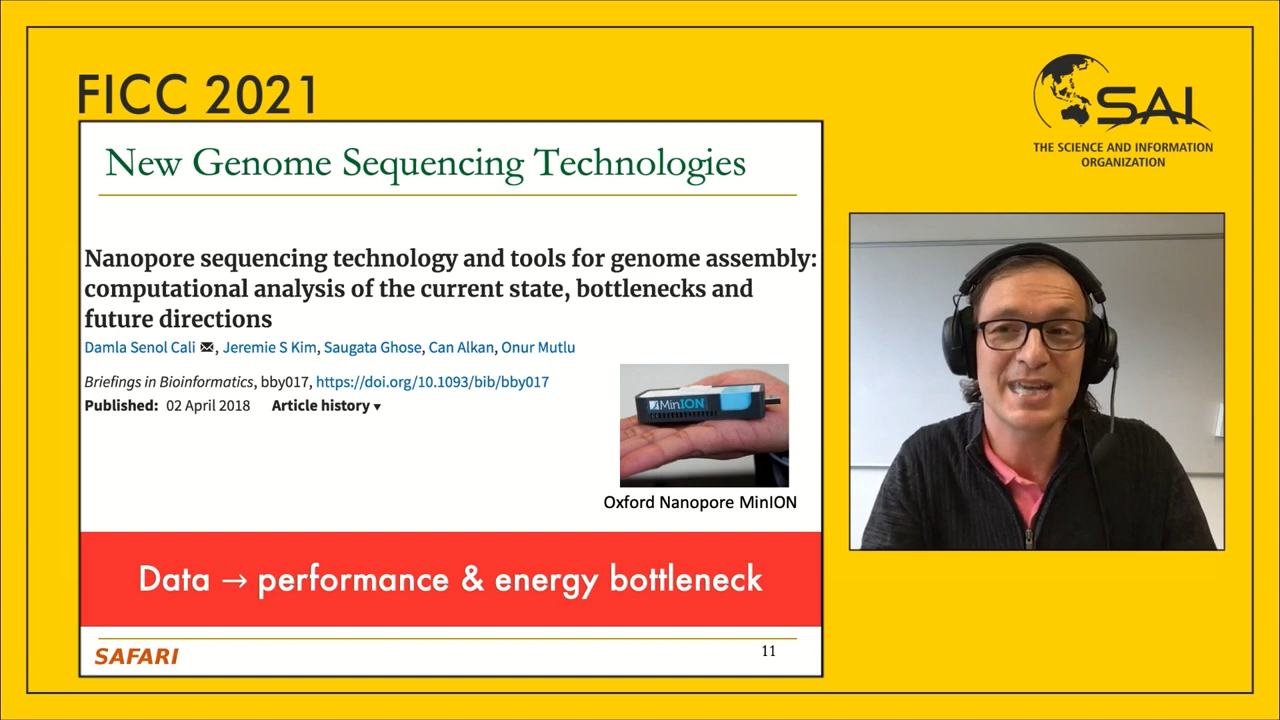 FICC 2021
SAI
THE SCIENCE AND INFORMATION
ORGANIZATION
New Genome Sequencing Technologies
Nanopore sequencing technology and tools for genome assembly:
computational analysis of the current state, bottlenecks and
future directions
Damla Senol Cali ✉, Jeremie S Kim, Saugata Ghose, Can Alkan, Onur Mutlu
Briefings in Bioinformatics, bby017, https://doi.org/10.1093/bib/bby017
Published: 02 April 2018 Article history ▾
MinION
Oxford Nanopore MinION
Data → performance & energy bottleneck
SAFARI
11